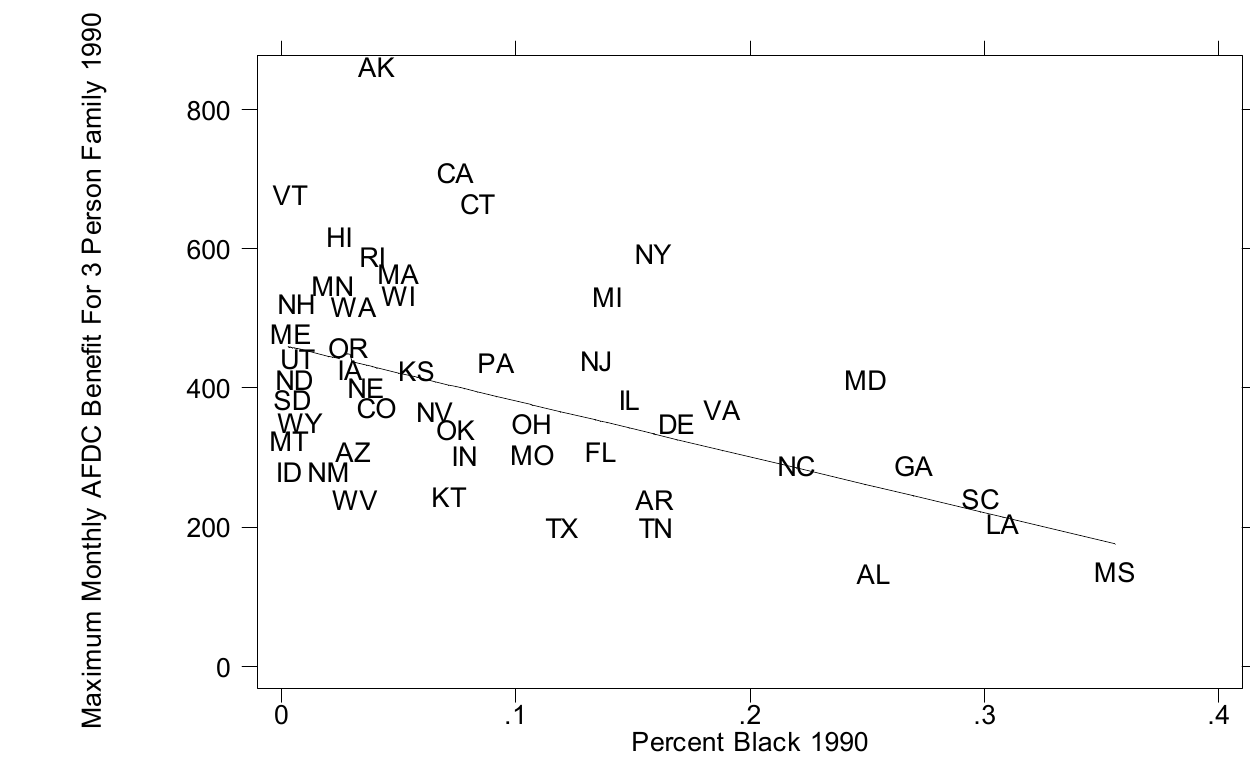 Maximum Monthly AFDC Benefit For 3 Person Family 1990
AK
800
CA
VT
CT
HI
600
NY
RI
MA
MN
WI
MI
NH
WA
ME
OR
UT
PA
NJ
IA
KS
ND
400
MD
NE
SD
IL
CO
NV
VA
WY
OH
DE
OK
MT
AZ
IN
MO
FL
ID
NM
NC
GA
WV
KT
AR
SC
200
TX
TN
LA
AL
MS
0
0 .1 .2 .3 .4
Percent Black 1990